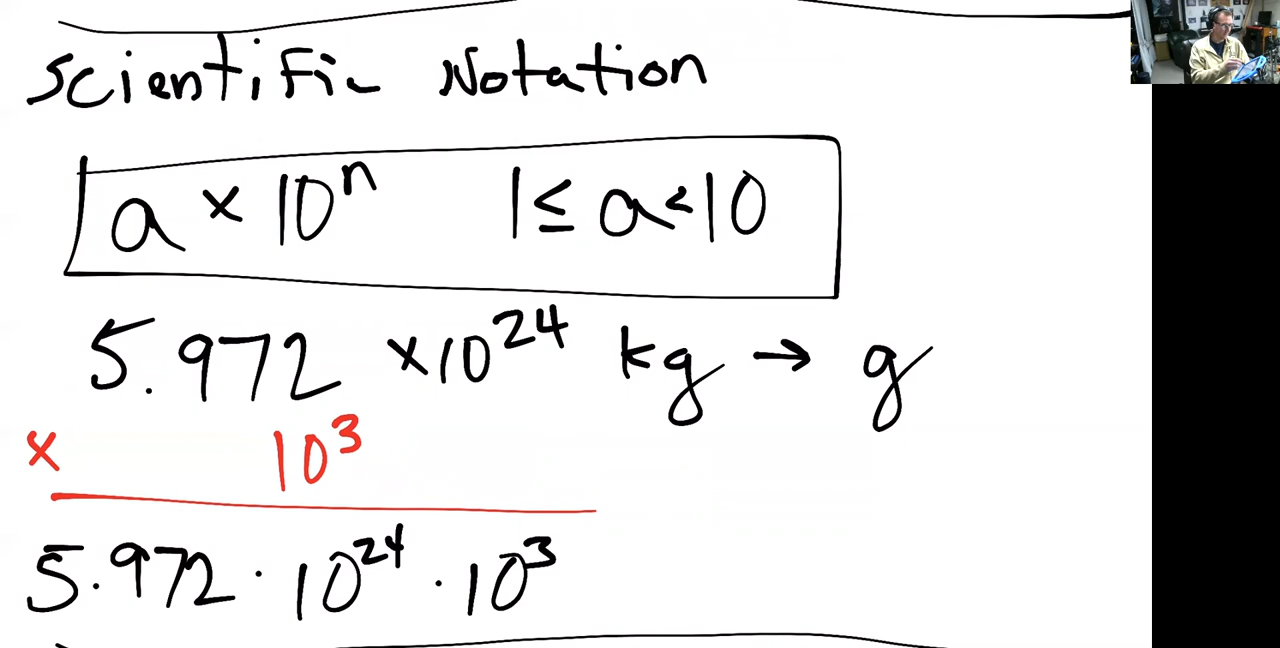 Scientific Notation
a × 10ⁿ 1 ≤ a < 10
5.972 ×10²⁴ kg → g
× 10³
5.972 · 10²⁴ · 10³